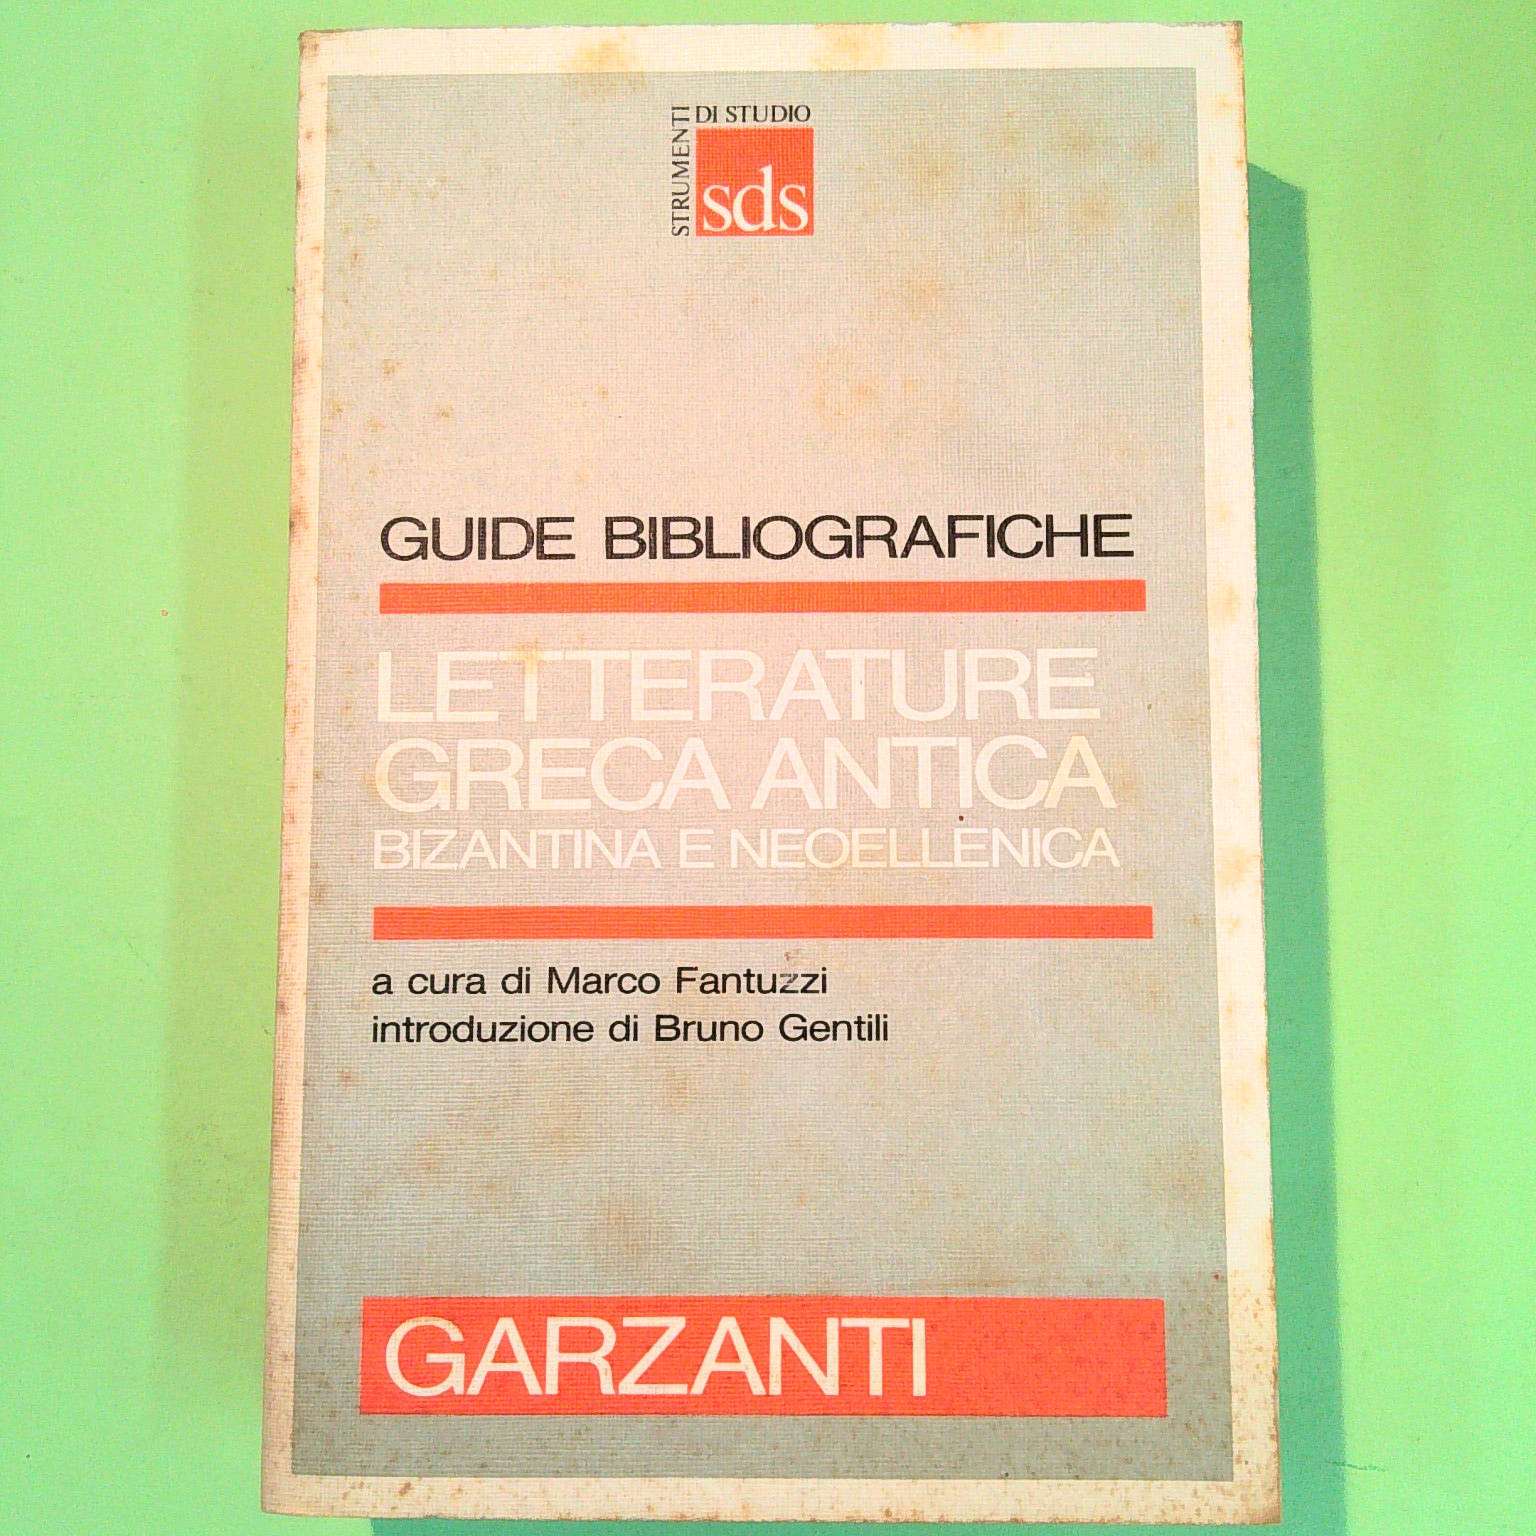 STRUMENTI
DI STUDIO
sds
GUIDE BIBLIOGRAFICHE
LETTERATURE
GRECA ANTICA
BIZANTINA E NEOELLENICA
a cura di Marco Fantuzzi
introduzione di Bruno Gentili
GARZANTI